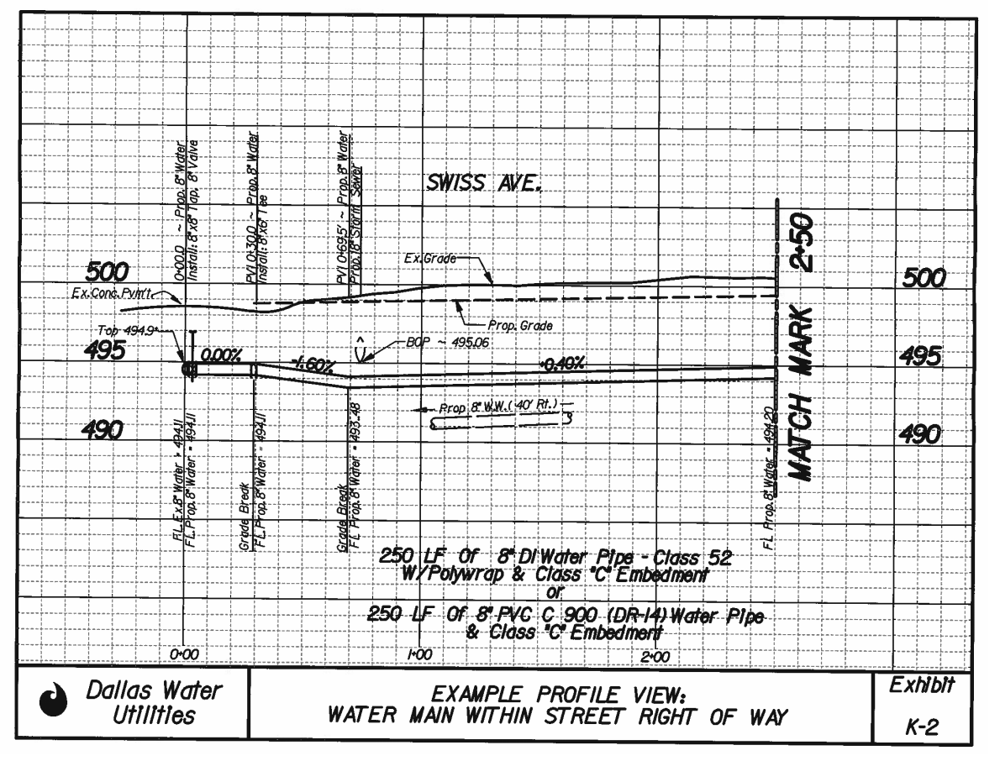 0+00.0 ~ Prop. 8" Water
Install: 8"x8" Tap, 8" Valve
PVI 0+30.0 ~ Prop. 8" Water
Install: 8"x6" Tee
PVI 0+69.5' ~ Prop. 8" Water
Prop. 18" Storm Sewer
SWISS AVE.
MATCH MARK 2+50
500
500
Ex. Grade
Ex. Conc. Pvm't.
Prop. Grade
Top 494.9±
BOP ~ 495.06
495
495
0.00%
-1.60%
+0.40%
Prop 8" W.W. ( 40' Rt. )
490
490
F.L. Ex. 8" Water = 494.11
F.L. Prop. 8" Water = 494.11
Grade Break
F L Prop. 8" Water = 494.11
Grade Break
F L Prop. 8" Water = 493.48
FL Prop. 8" Water = 494.20
250 LF Of 8" DI Water Pipe - Class 52
W/Polywrap & Class "C" Embedment
or
250 LF Of 8" PVC C 900 (DR-14) Water Pipe
& Class "C" Embedment
0+00
1+00
2+00
Dallas Water
Utilities
EXAMPLE PROFILE VIEW:
WATER MAIN WITHIN STREET RIGHT OF WAY
Exhibit
K-2